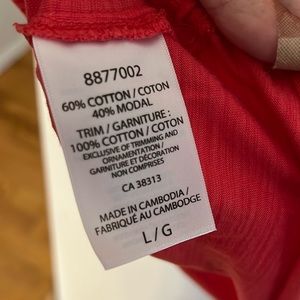 8877002
60% COTTON / COTON
40% MODAL
TRIM / GARNITURE :
100% COTTON / COTON
EXCLUSIVE OF TRIMMING AND
ORNAMENTATION /
GARNITURE ET DÉCORATION
NON COMPRISES
CA 38313
MADE IN CAMBODIA /
FABRIQUÉ AU CAMBODGE
L / G